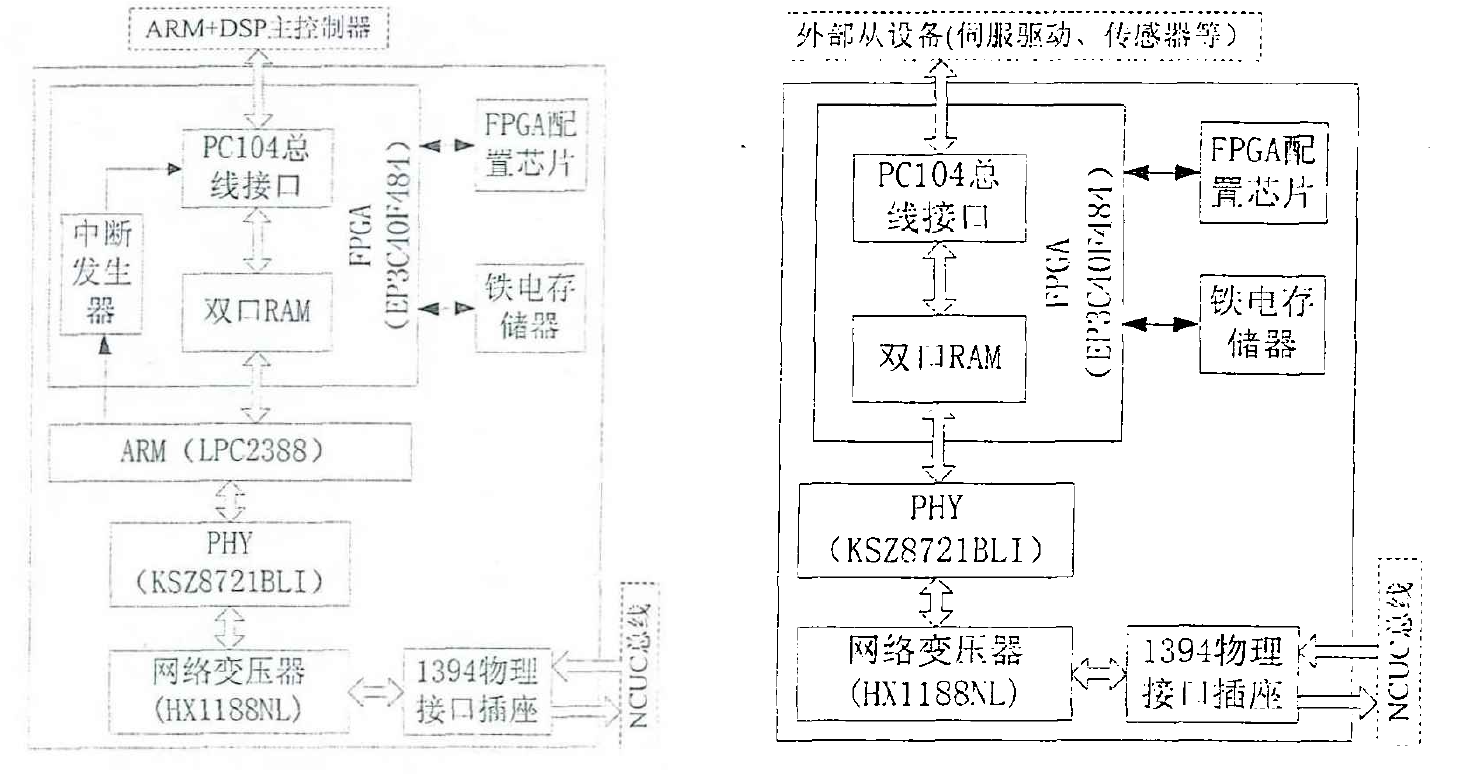 ARM+DSP主控制器
PC104总
线接口
中断
发生
器
双口RAM
FPGA
(EP3C40F484)
FPGA配
置芯片
铁电存
储器
ARM（LPC2388）
PHY
（KSZ8721BLI）
网络变压器
(HX1188NL)
1394物理
接口插座
NCUC总线
外部从设备(伺服驱动、传感器等）
PC104总
线接口
双口RAM
FPGA
(EP3C40F484)
FPGA配
置芯片
铁电存
储器
PHY
（KSZ8721BLI）
网络变压器
(HX1188NL)
1394物理
接口插座
NCUC总线